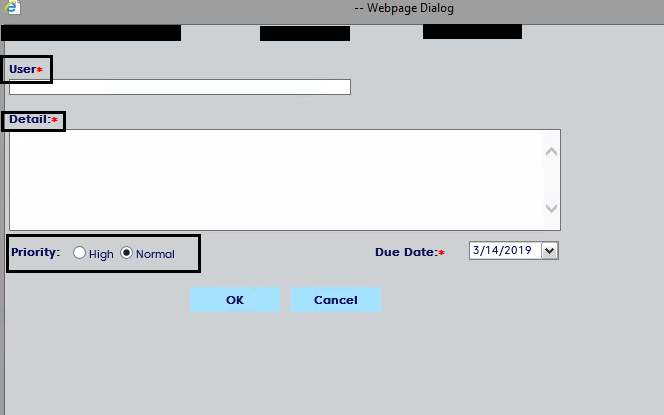 -- Webpage Dialog
User*
Detail:*
Priority: High Normal Due Date:* 3/14/2019
OK Cancel